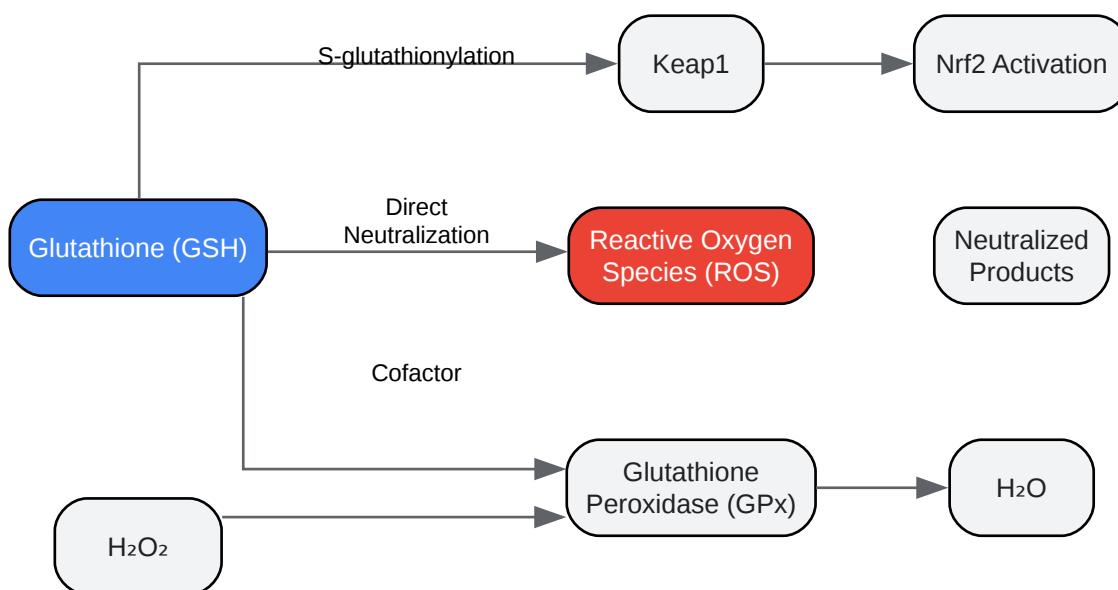 S-glutathionylation
Keap1
Nrf2 Activation
Glutathione (GSH)
Direct
Neutralization
Reactive Oxygen
Species (ROS)
Neutralized
Products
Cofactor
Glutathione
Peroxidase (GPx)
H₂O
H₂O₂